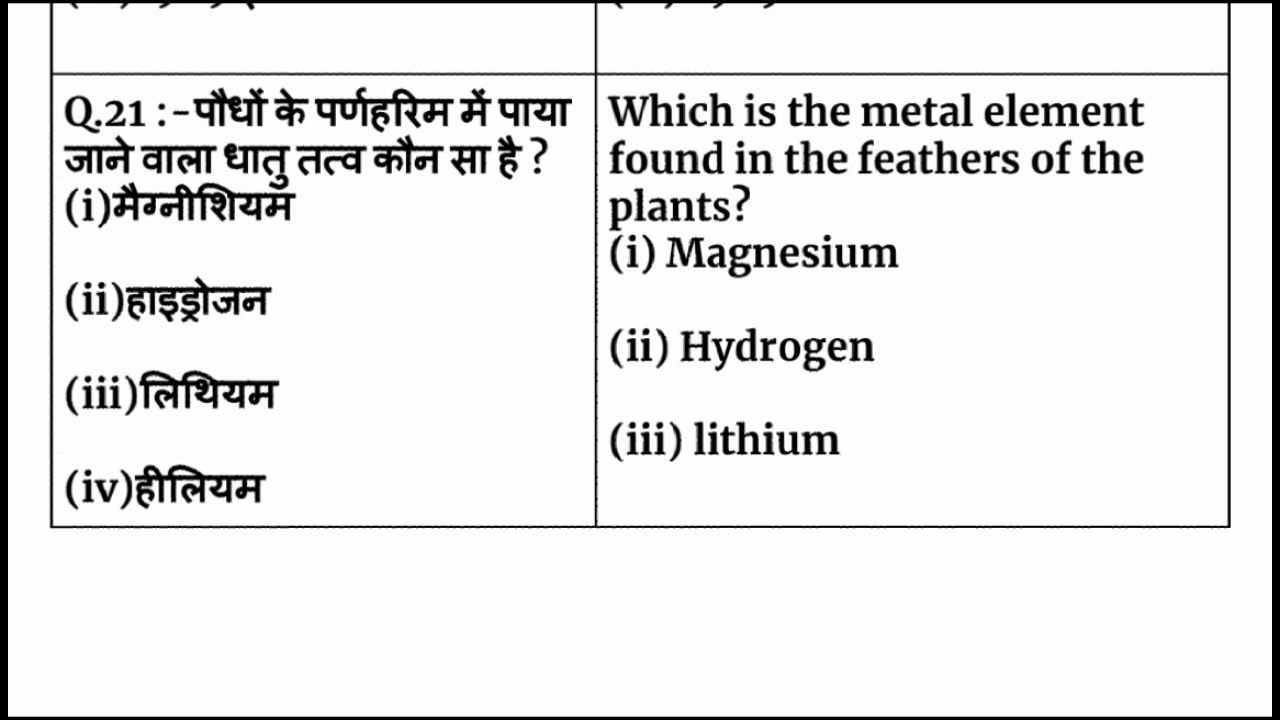 Q.21 :-पौधों के पर्णहरिम में पाया
जाने वाला धातु तत्व कौन सा है ?
(i)मैग्नीशियम
(ii)हाइड्रोजन
(iii)लिथियम
(iv)हीलियम
Which is the metal element
found in the feathers of the
plants?
(i) Magnesium
(ii) Hydrogen
(iii) lithium